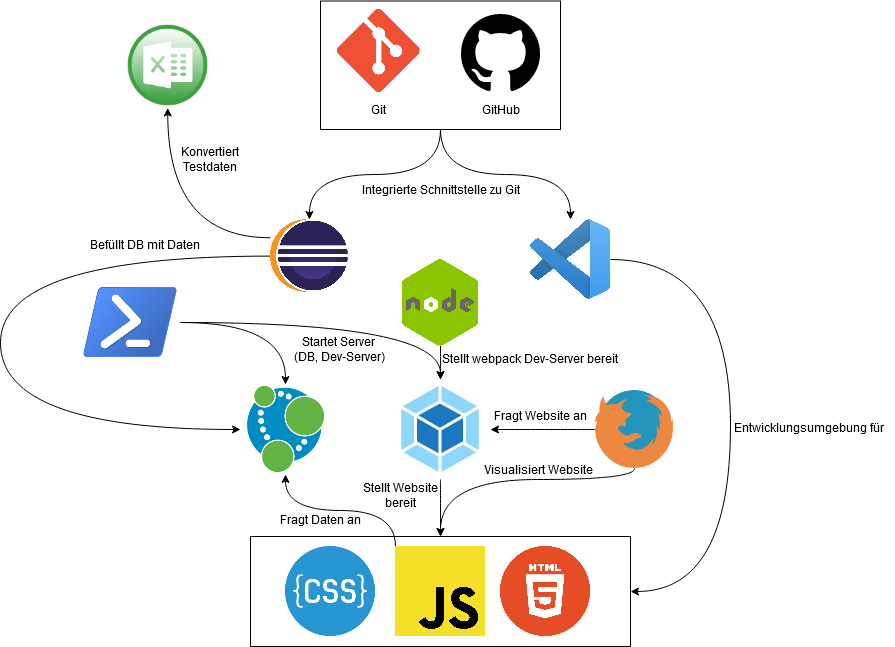 Git
GitHub
Konvertiert
Testdaten
Integrierte Schnittstelle zu Git
Befüllt DB mit Daten
node
Startet Server
(DB, Dev-Server)
Stellt webpack Dev-Server bereit
Fragt Website an
Entwicklungsumgebung für
Visualisiert Website
Stellt Website
bereit
Fragt Daten an
{CSS}
JS
HTML
5